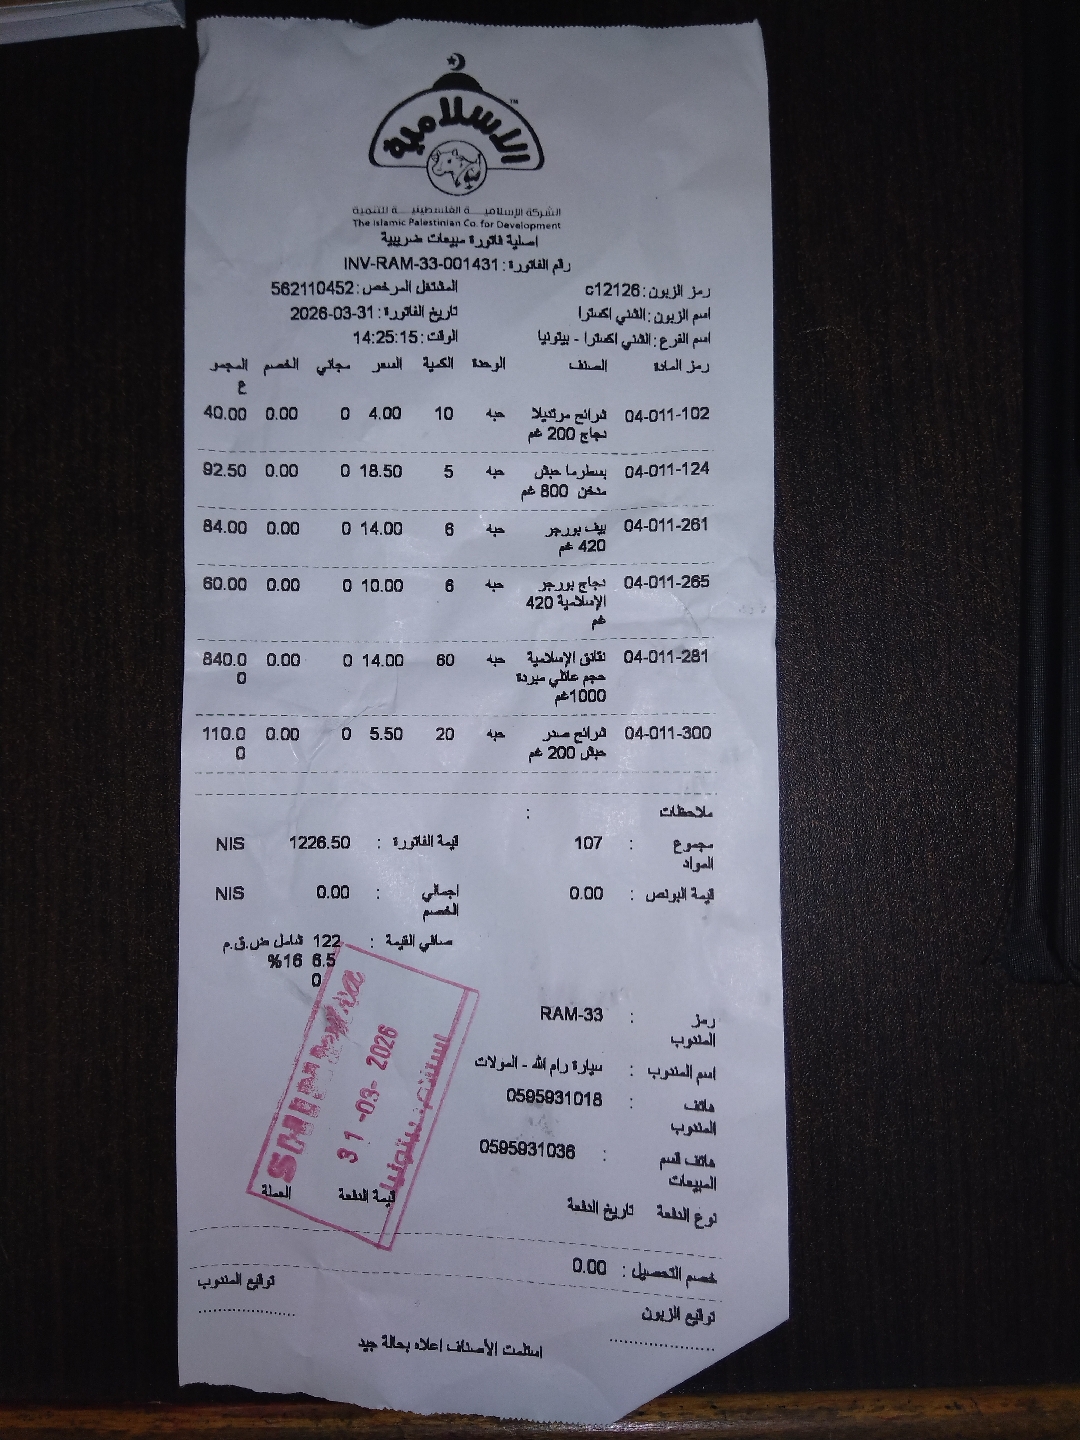 الإسلامية
الشركة الإسلامية الفلسطينية للتنمية
The Islamic Palestinian Co. for Development
اصلية فاتورة مبيعات ضريبية
رقم الفاتورة : INV-RAM-33-001431
رمز الزبون : c12126 المشتغل المرخص : 562110452
اسم الزبون : الشني اكسترا تاريخ الفاتورة : 2026-03-31
اسم الفرع : الشني اكسترا - بيتونيا الوقت : 14:25:15
رمز المادة الصنف الوحدة الكمية السعر مجاني الخصم المجمو
ع
04-011-102 شرائح مرتديلا حبه 10 4.00 0 0.00 40.00
دجاج 200 غم
04-011-124 بسطرما حبش حبه 5 18.50 0 0.00 92.50
مدخن 800 غم
04-011-261 بيف بورجر حبه 6 14.00 0 0.00 84.00
420 غم
04-011-265 دجاج بورجر حبه 6 10.00 0 0.00 60.00
الإسلامية 420
غم
04-011-281 نقانق الإسلامية حبه 60 14.00 0 0.00 840.0
حجم عائلي مبردة 0
1000غم
04-011-300 شرائح صدر حبه 20 5.50 0 0.00 110.0
حبش 200 غم 0
ملاحظات :
مجموع : 107 قيمة الفاتورة : 1226.50 NIS
المواد
قيمة البونص : 0.00 اجمالي : 0.00 NIS
الخصم
صافي القيمة : 122 شامل ض.ق.م
6.5 16%
0
رمز : RAM-33
المندوب
اسم المندوب : سيارة رام الله - المولات
هاتف : 0595931018
المندوب
هاتف قسم : 0595931036
المبيعات
نوع الدفعة تاريخ الدفعة قيمة الدفعة العملة
31 -03- 2026
خصم التحصيل : 0.00
توقيع الزبون توقيع المندوب
استلمت الأصناف اعلاه بحالة جيد